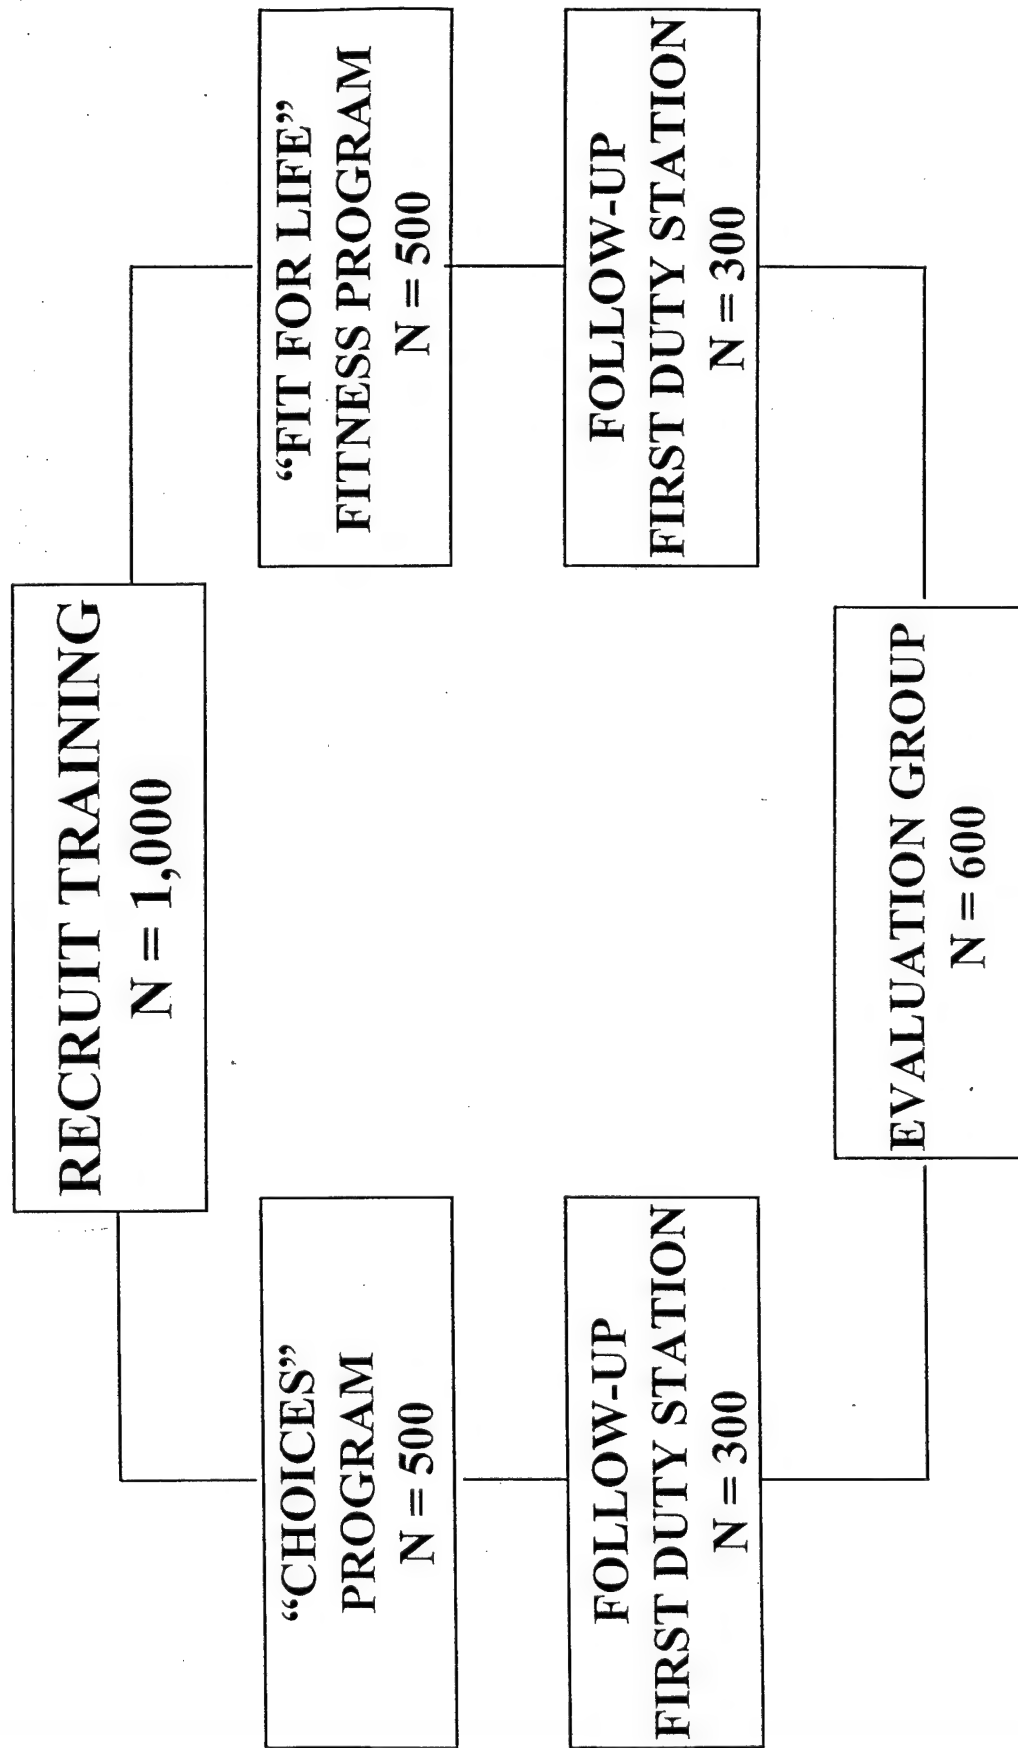 RECRUIT TRAINING
N = 1,000
“CHOICES”
PROGRAM
N = 500
“FIT FOR LIFE”
FITNESS PROGRAM
N = 500
FOLLOW-UP
FIRST DUTY STATION
N = 300
FOLLOW-UP
FIRST DUTY STATION
N = 300
EVALUATION GROUP
N = 600